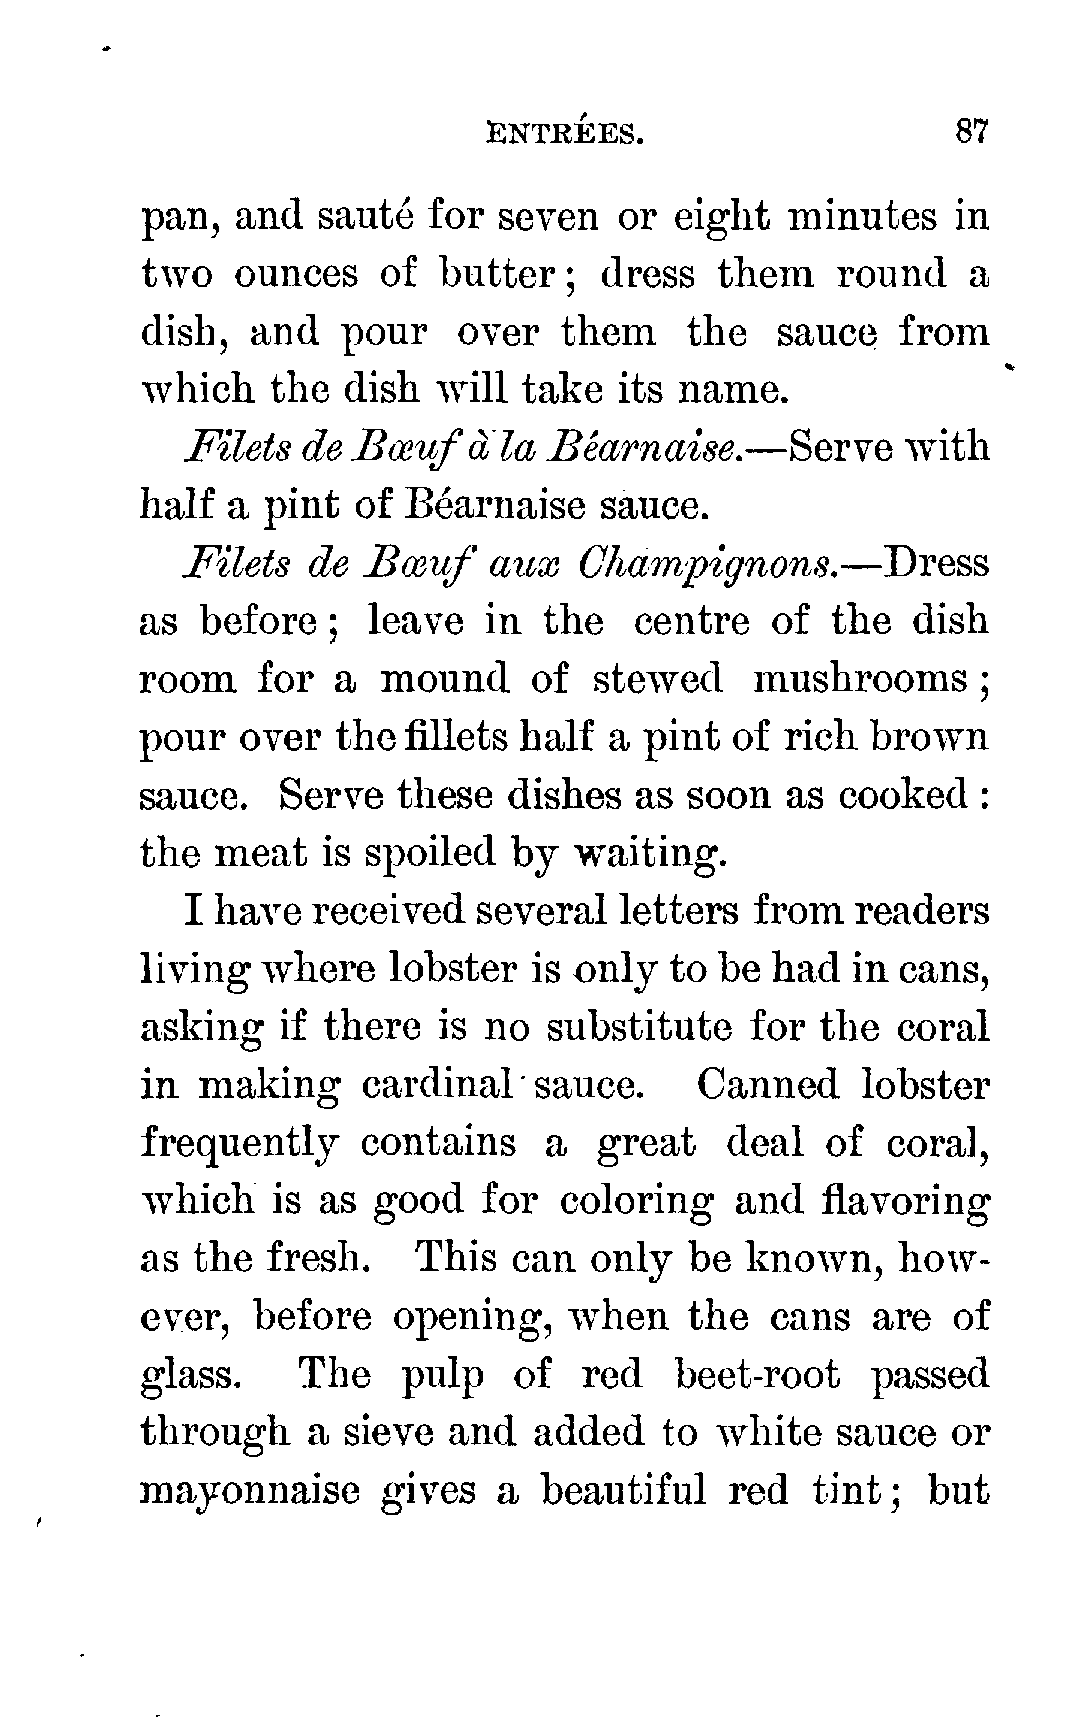 ENTRÉES. 87
pan, and sauté for seven or eight minutes in
two ounces of butter; dress them round a
dish, and pour over them the sauce from
which the dish will take its name.
Filets de Bœuf à la Béarnaise.—Serve with
half a pint of Béarnaise sauce.
Filets de Bœuf aux Champignons.—Dress
as before; leave in the centre of the dish
room for a mound of stewed mushrooms;
pour over the fillets half a pint of rich brown
sauce. Serve these dishes as soon as cooked:
the meat is spoiled by waiting.
I have received several letters from readers
living where lobster is only to be had in cans,
asking if there is no substitute for the coral
in making cardinal sauce. Canned lobster
frequently contains a great deal of coral,
which is as good for coloring and flavoring
as the fresh. This can only be known, how-
ever, before opening, when the cans are of
glass. The pulp of red beet-root passed
through a sieve and added to white sauce or
mayonnaise gives a beautiful red tint; but